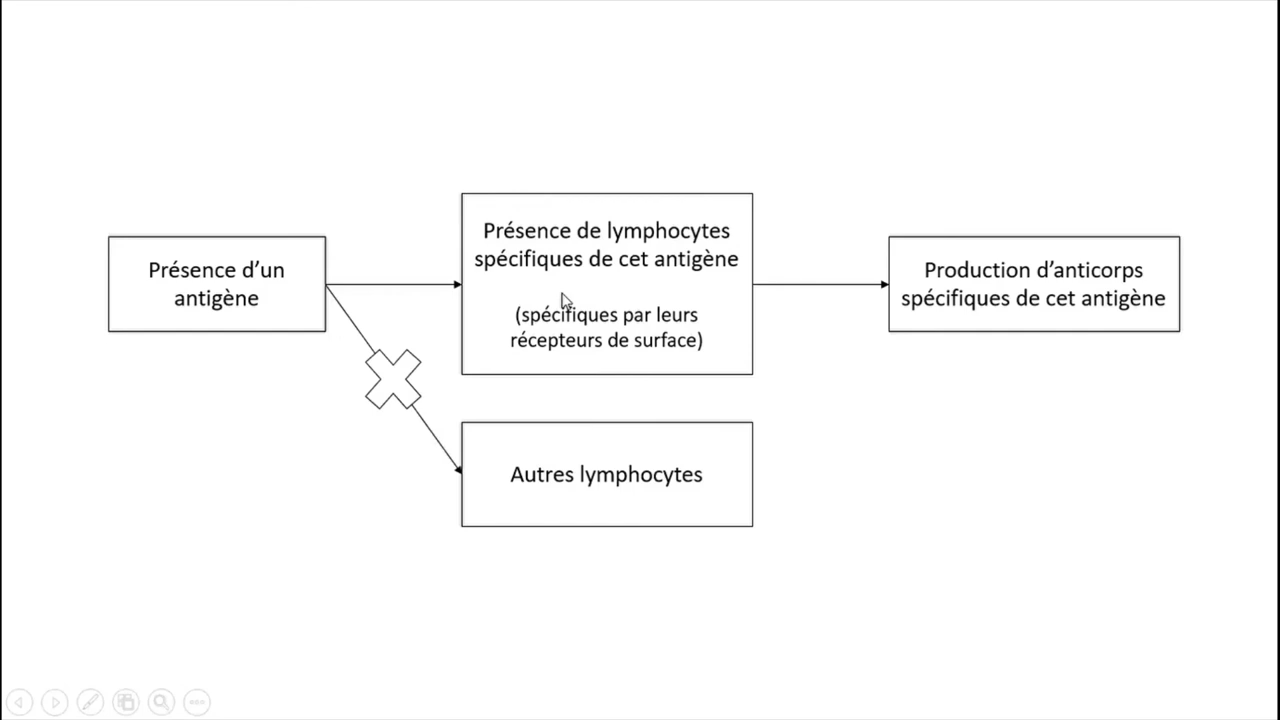 Présence d’un
antigène
Présence de lymphocytes
spécifiques de cet antigène
(spécifiques par leurs
récepteurs de surface)
Production d’anticorps
spécifiques de cet antigène
Autres lymphocytes